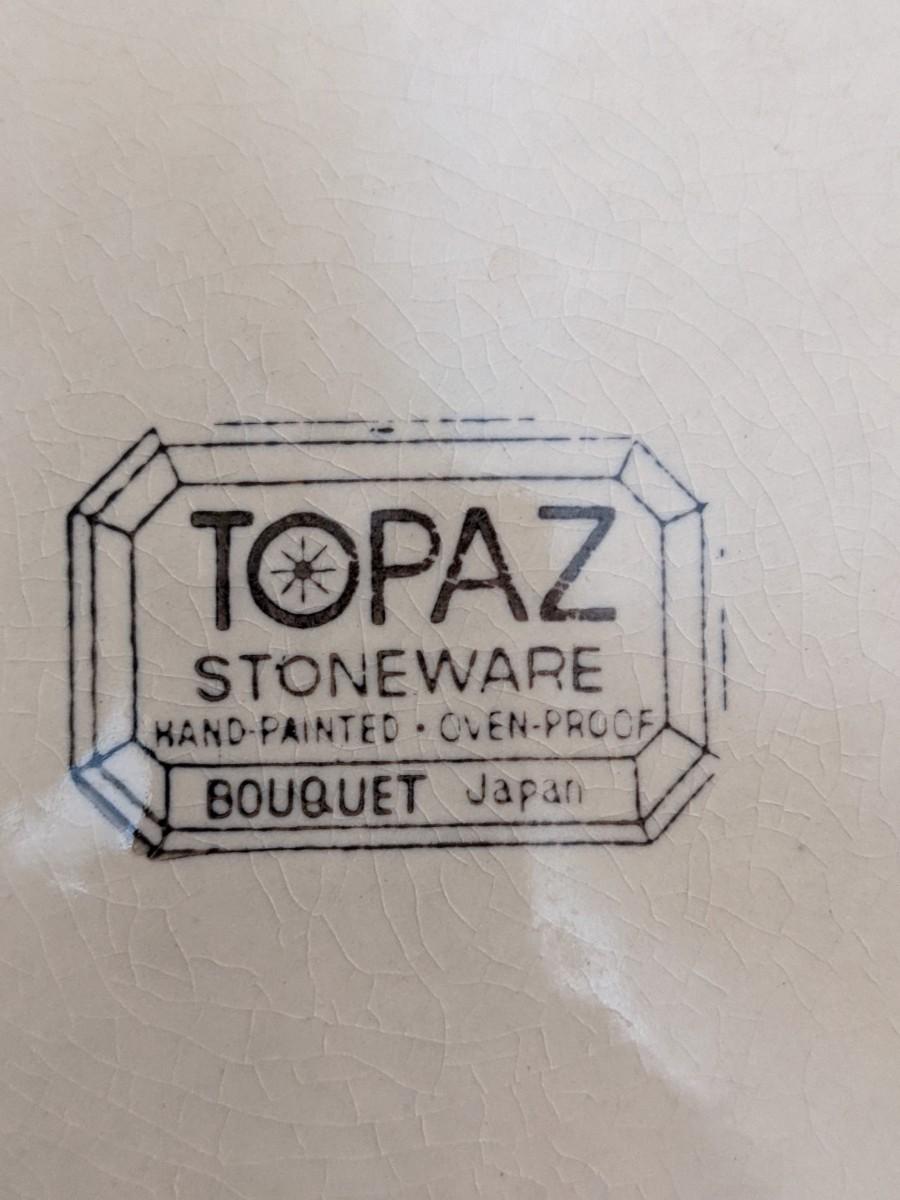 TOPAZ
STONEWARE
HAND-PAINTED · OVEN-PROOF
BOUQUET Japan